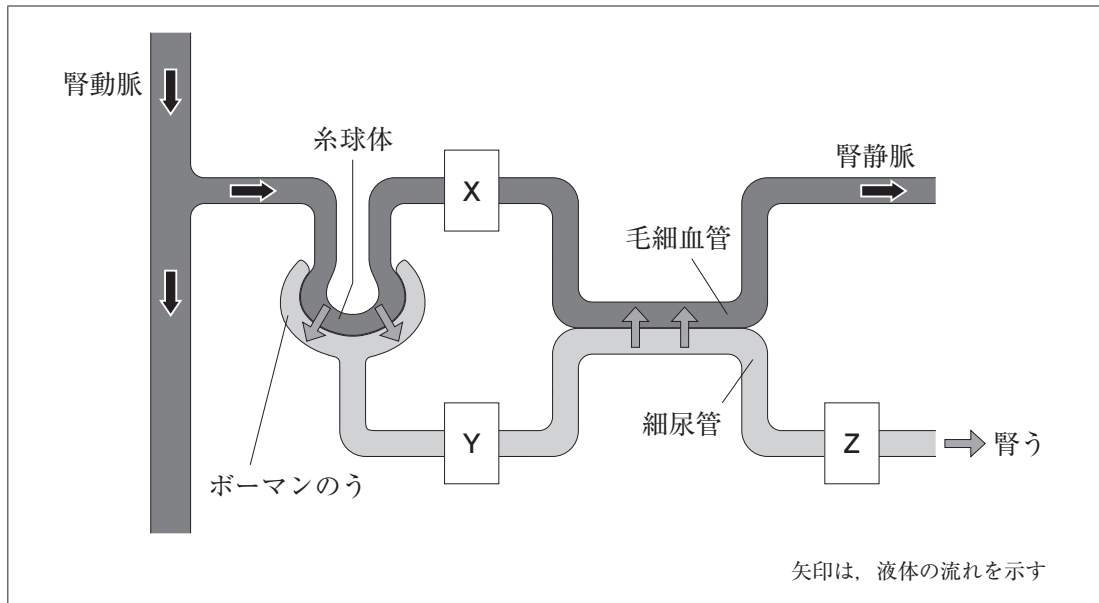 腎動脈
糸球体
X
腎静脈
毛細血管
細尿管
Y
Z
腎う
ボーマンのう
矢印は，液体の流れを示す